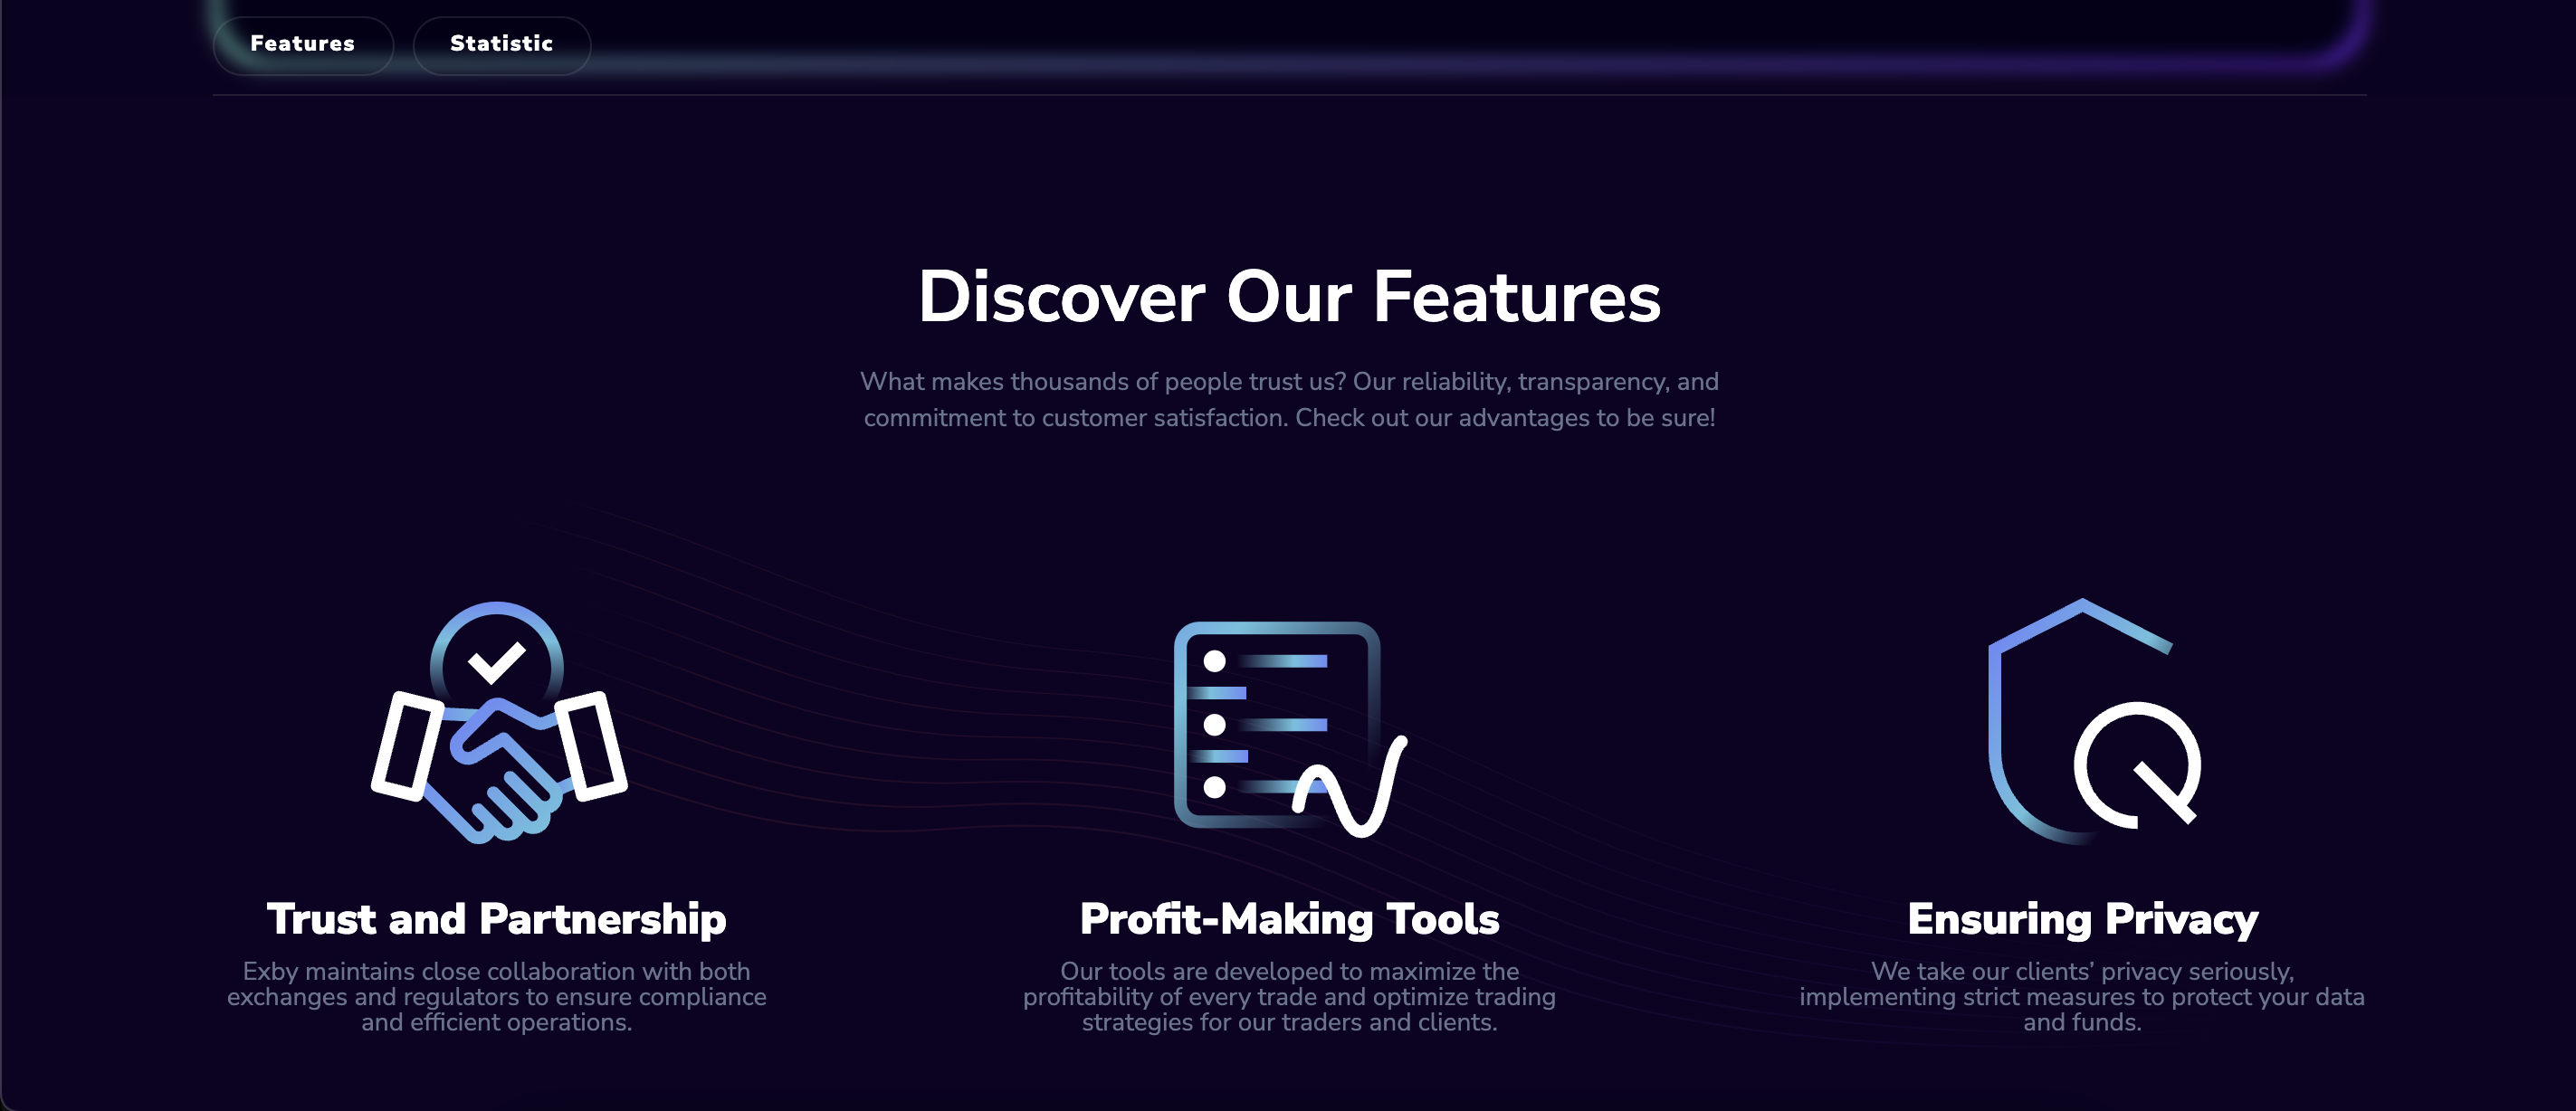 Features
Statistic
Discover Our Features
What makes thousands of people trust us? Our reliability, transparency, and
commitment to customer satisfaction. Check out our advantages to be sure!
Trust and Partnership
Exby maintains close collaboration with both
exchanges and regulators to ensure compliance
and efficient operations.
Profit-Making Tools
Our tools are developed to maximize the
profitability of every trade and optimize trading
strategies for our traders and clients.
Ensuring Privacy
We take our clients’ privacy seriously,
implementing strict measures to protect your data
and funds.